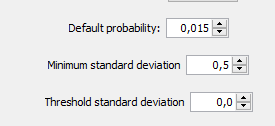 Default probability: 0,015
Minimum standard deviation 0,5
Threshold standard deviation 0,0